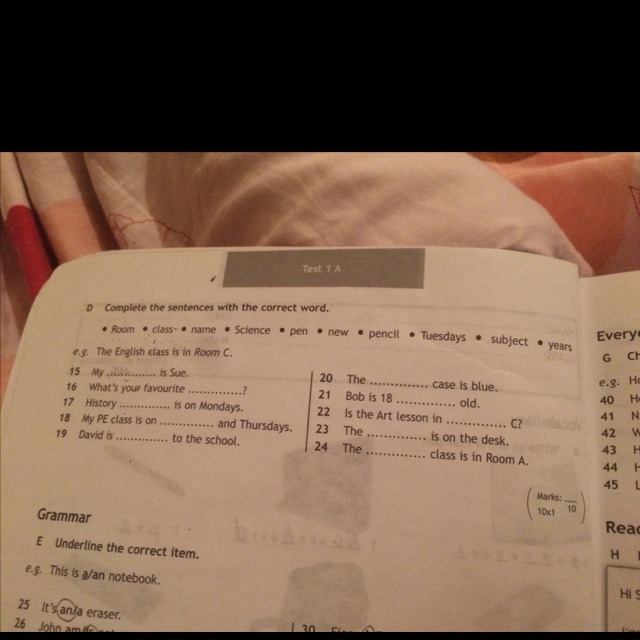 Test 1 A
D Complete the sentences with the correct word.
• Room • class • name • Science • pen • new • pencil • Tuesdays • subject • years
e.g. The English class is in Room C.
15 My ............ is Sue.
16 What's your favourite ............?
17 History ............ is on Mondays.
18 My PE class is on ............ and Thursdays.
19 David is ............ to the school.
20 The ............ case is blue.
21 Bob is 18 ............ old.
22 Is the Art lesson in ............ C?
23 The ............ is on the desk.
24 The ............ class is in Room A.
(Marks: __
10x1 10)
Grammar
E Underline the correct item.
e.g. This is a/an notebook.
25 It's an/a eraser.
26 John
30
G
e.g.
40
41
42
43
44
45
H